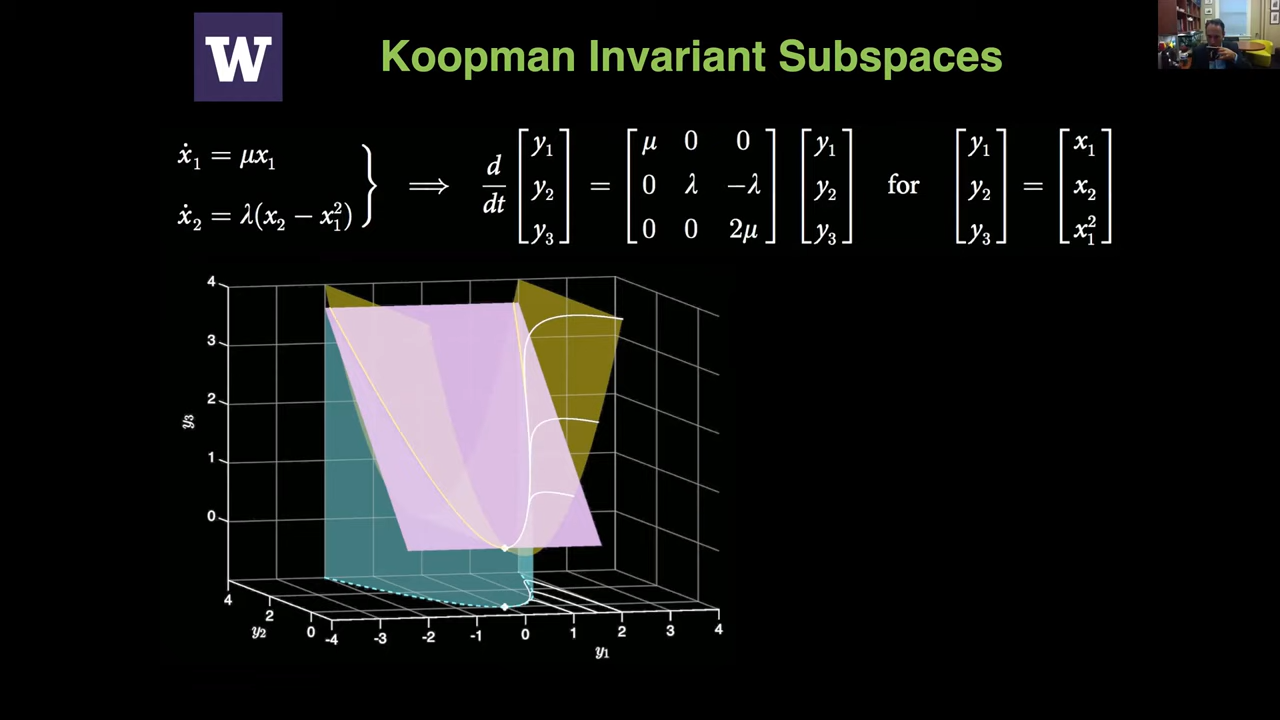 W
Koopman Invariant Subspaces
ẋ₁ = μx₁
ẋ₂ = λ(x₂ − x₁²)
} ⟹ d/dt [y₁ y₂ y₃] = [μ 0 0; 0 λ −λ; 0 0 2μ] [y₁ y₂ y₃] for [y₁ y₂ y₃] = [x₁ x₂ x₁²]
4
3
2
1
0
y₃
4
2
0
y₂
-4 -3 -2 -1 0 1 2 3 4
y₁